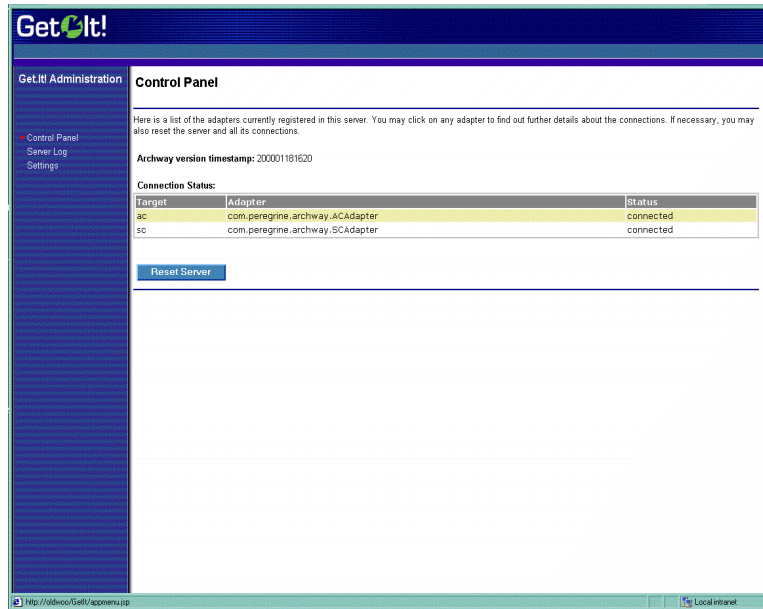 Get It!
Get.It! Administration
Control Panel
Server Log
Settings
Control Panel
Here is a list of the adapters currently registered in this server. You may click on any adapter to find out further details about the connections. If necessary, you may
also reset the server and all its connections.
Archway version timestamp: 200001181620
Connection Status:
Target Adapter Status
ac com.peregrine.archway.ACAdapter connected
sc com.peregrine.archway.SCAdapter connected
Reset Server
http://oldwoo/GetIt/appmenu.jsp Local intranet